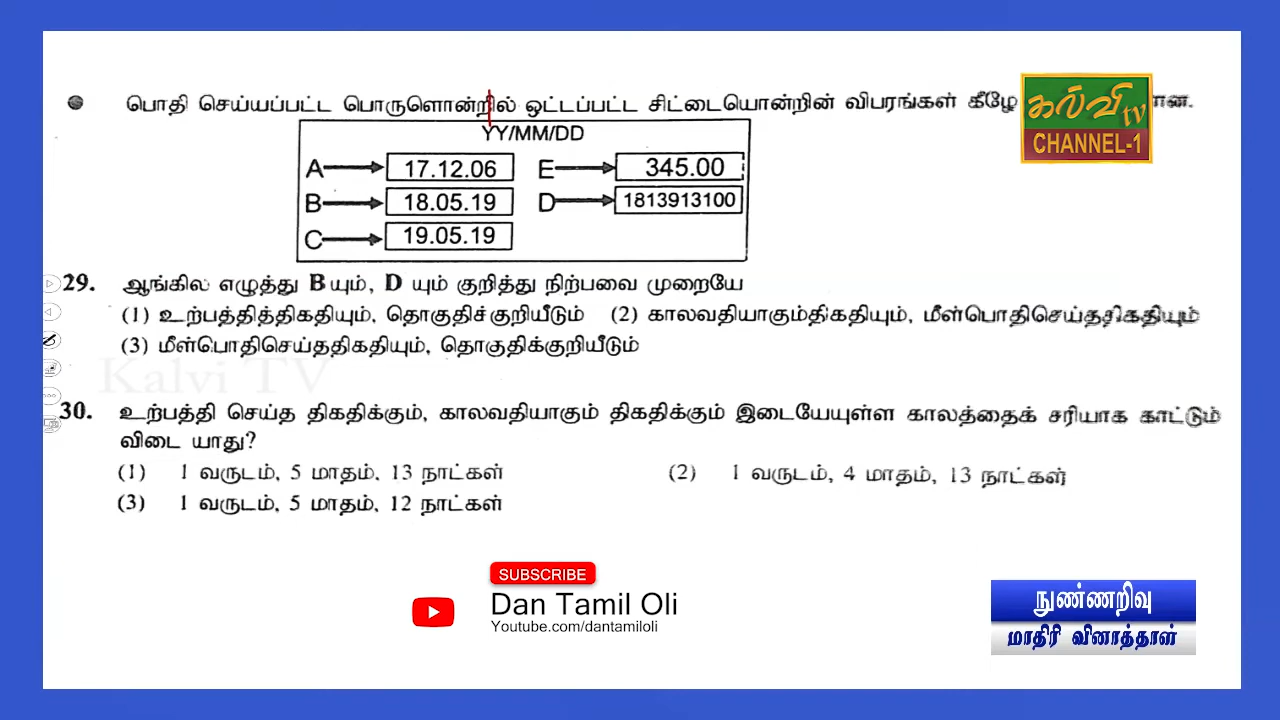 பொதி செய்யப்பட்ட பொருளொன்றில் ஒட்டப்பட்ட சிட்டையொன்றின் விபரங்கள் கீழே
கல்வி tv
CHANNEL-1
YY/MM/DD
A 17.12.06 E 345.00
B 18.05.19 D 1813913100
C 19.05.19
29. ஆங்கில எழுத்து B யும், D யும் குறித்து நிற்பவை முறையே
(1) உற்பத்தித்திகதியும், தொகுதிச்குறியீடும் (2) காலவதியாகும்திகதியும், மீள்பொதிசெய்ததிகதியும்
(3) மீள்பொதிசெய்ததிகதியும், தொகுதிக்குறியீடும்
Kalvi TV
30. உற்பத்தி செய்த திகதிக்கும், காலவதியாகும் திகதிக்கும் இடையேயுள்ள காலத்தைக் சரியாக காட்டும்
விடை யாது?
(1) 1 வருடம், 5 மாதம், 13 நாட்கள் (2) 1 வருடம், 4 மாதம், 13 நாட்கள்
(3) 1 வருடம், 5 மாதம், 12 நாட்கள்
SUBSCRIBE
Dan Tamil Oli
Youtube.com/dantamiloli
நுண்ணறிவு
மாதிரி வினாத்தாள்